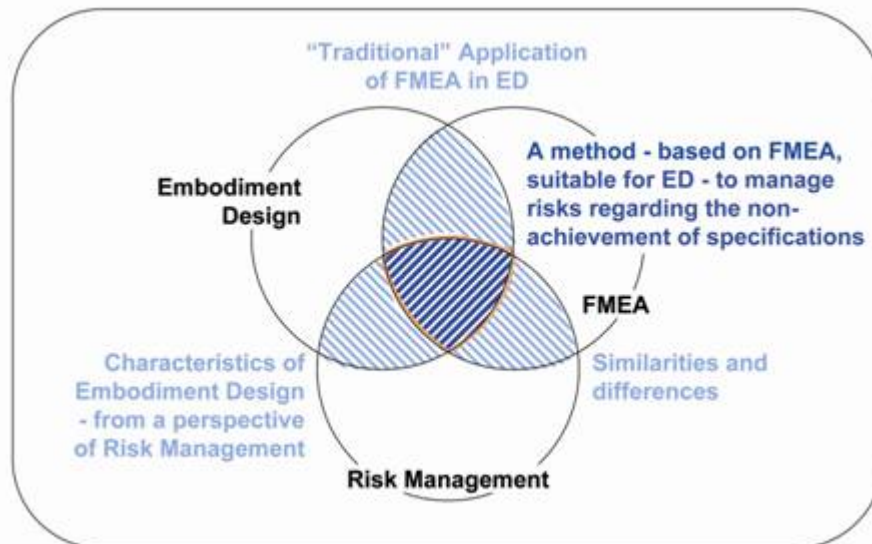 “Traditional” Application
of FMEA in ED
A method - based on FMEA,
suitable for ED - to manage
risks regarding the non-
achievement of specifications
Embodiment
Design
FMEA
Characteristics of
Embodiment Design
- from a perspective
of Risk Management
Similarities and
differences
Risk Management